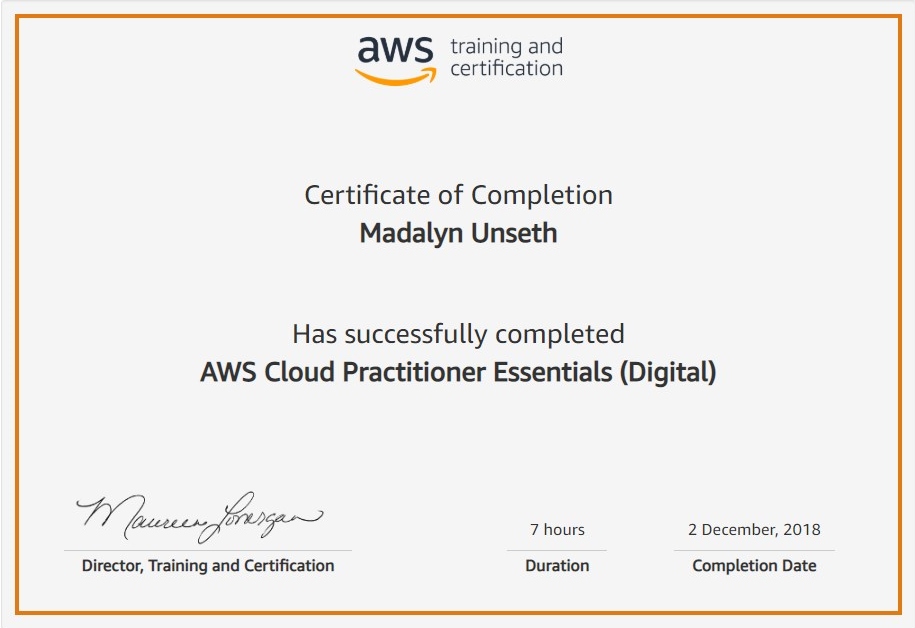 aws training and
certification
Certificate of Completion
Madalyn Unseth
Has successfully completed
AWS Cloud Practitioner Essentials (Digital)
Maureen Lonergan
7 hours
2 December, 2018
Director, Training and Certification
Duration
Completion Date